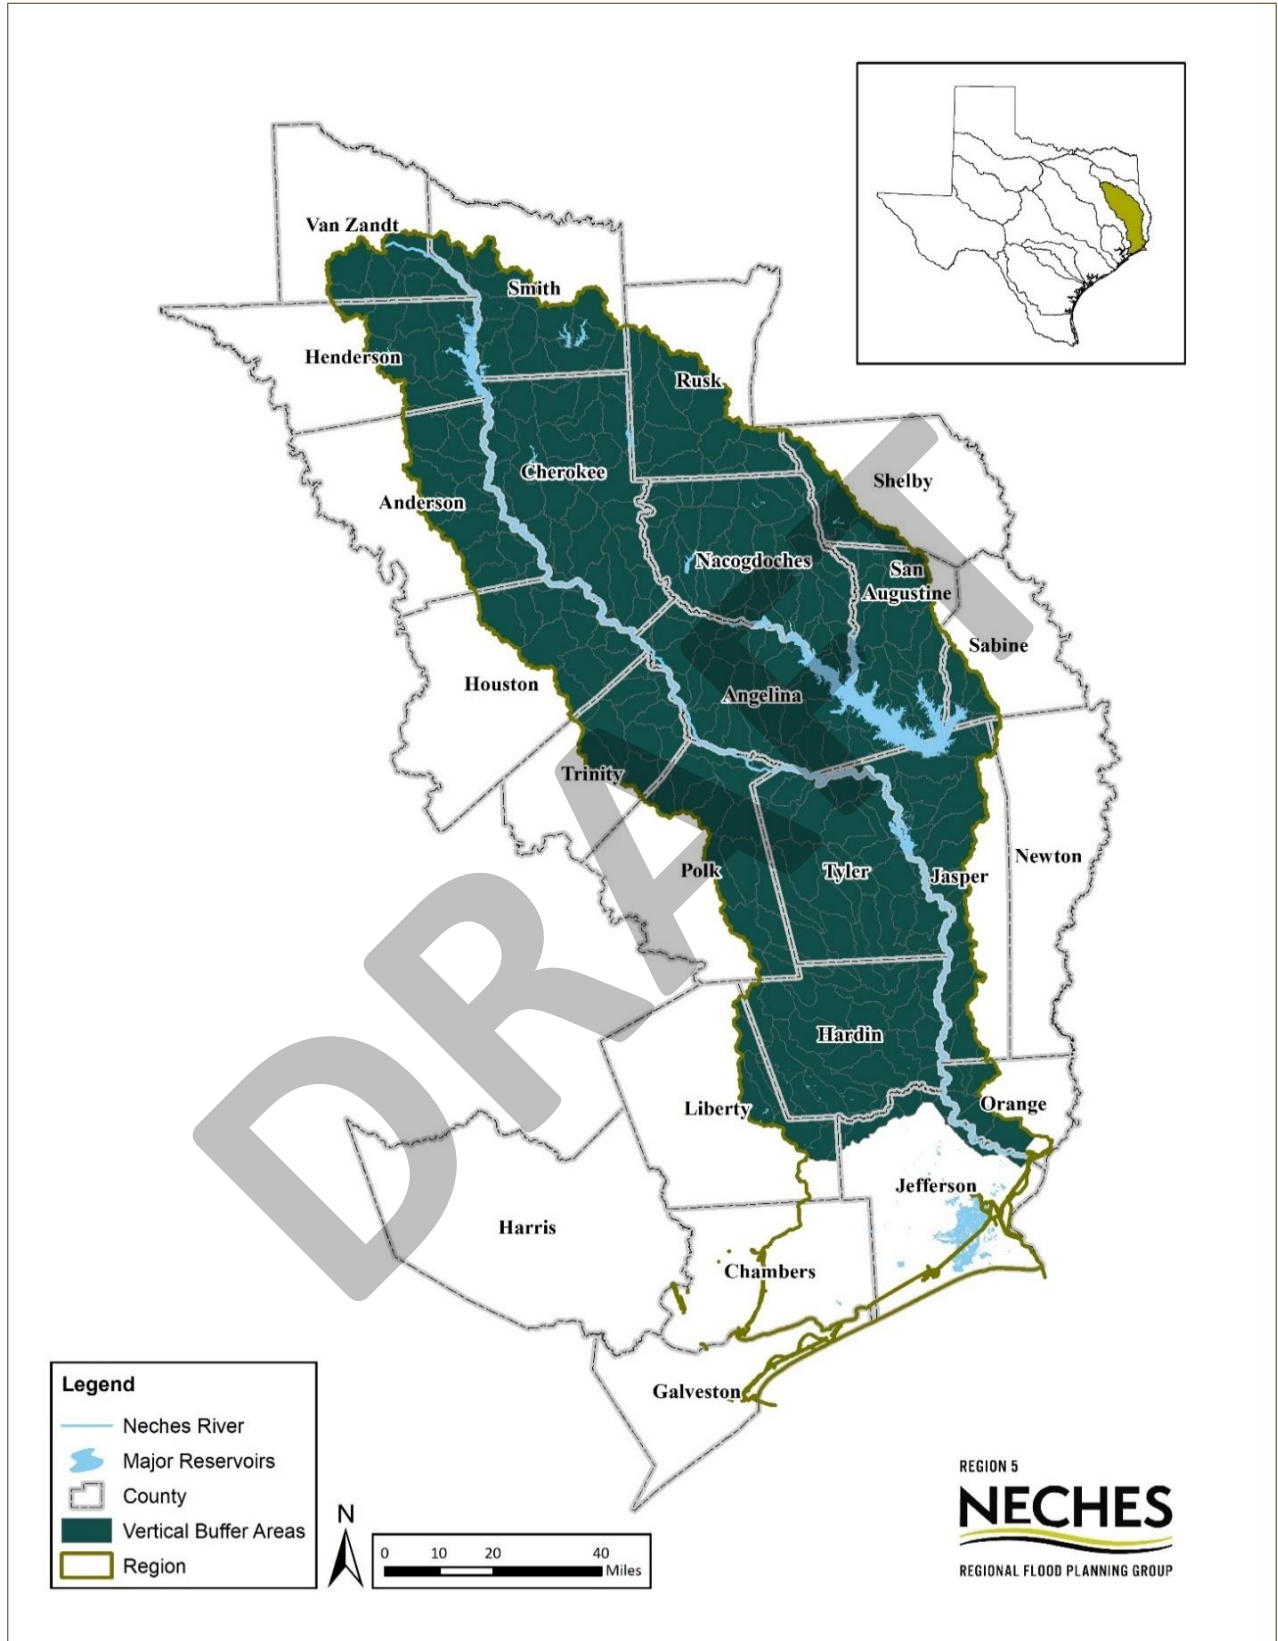 Van Zandt
Smith
Henderson
Rusk
Cherokee
Shelby
Anderson
Nacogdoches
San
Augustine
Sabine
Houston
Angelina
Trinity
Newton
Polk
Tyler
Jasper
Hardin
Liberty
Orange
Jefferson
Harris
Chambers
Galveston
DRAFT
Legend
Neches River
Major Reservoirs
County
Vertical Buffer Areas
Region
N
0 10 20 40
Miles
REGION 5
NECHES
REGIONAL FLOOD PLANNING GROUP